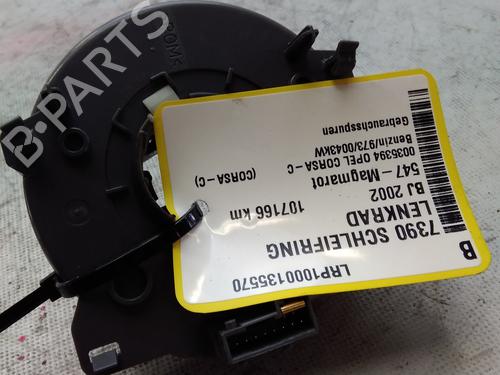 B
LRP1000135570
7390 SCHLEIFRING
LENKRAD
BJ 2002
107166 km
547 - Magmarot
(CORSA - C)
0035394 OPEL CORSA - C
Benzin/973/0043kW
Gebrauchsspuren
B-PARTS